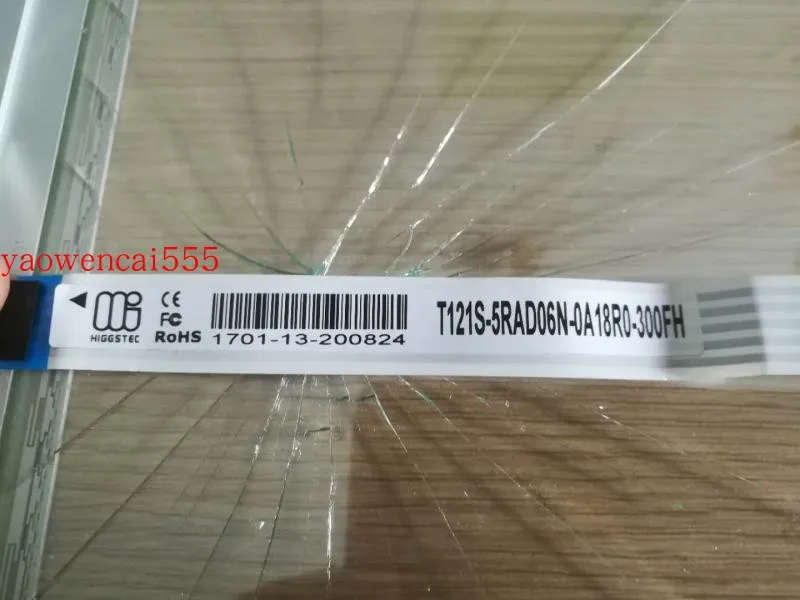 yaowencai555
HIGGSTEC
CE
FC
RoHS
1701-13-200824
T121S-5RAD06N-0A18R0-300FH